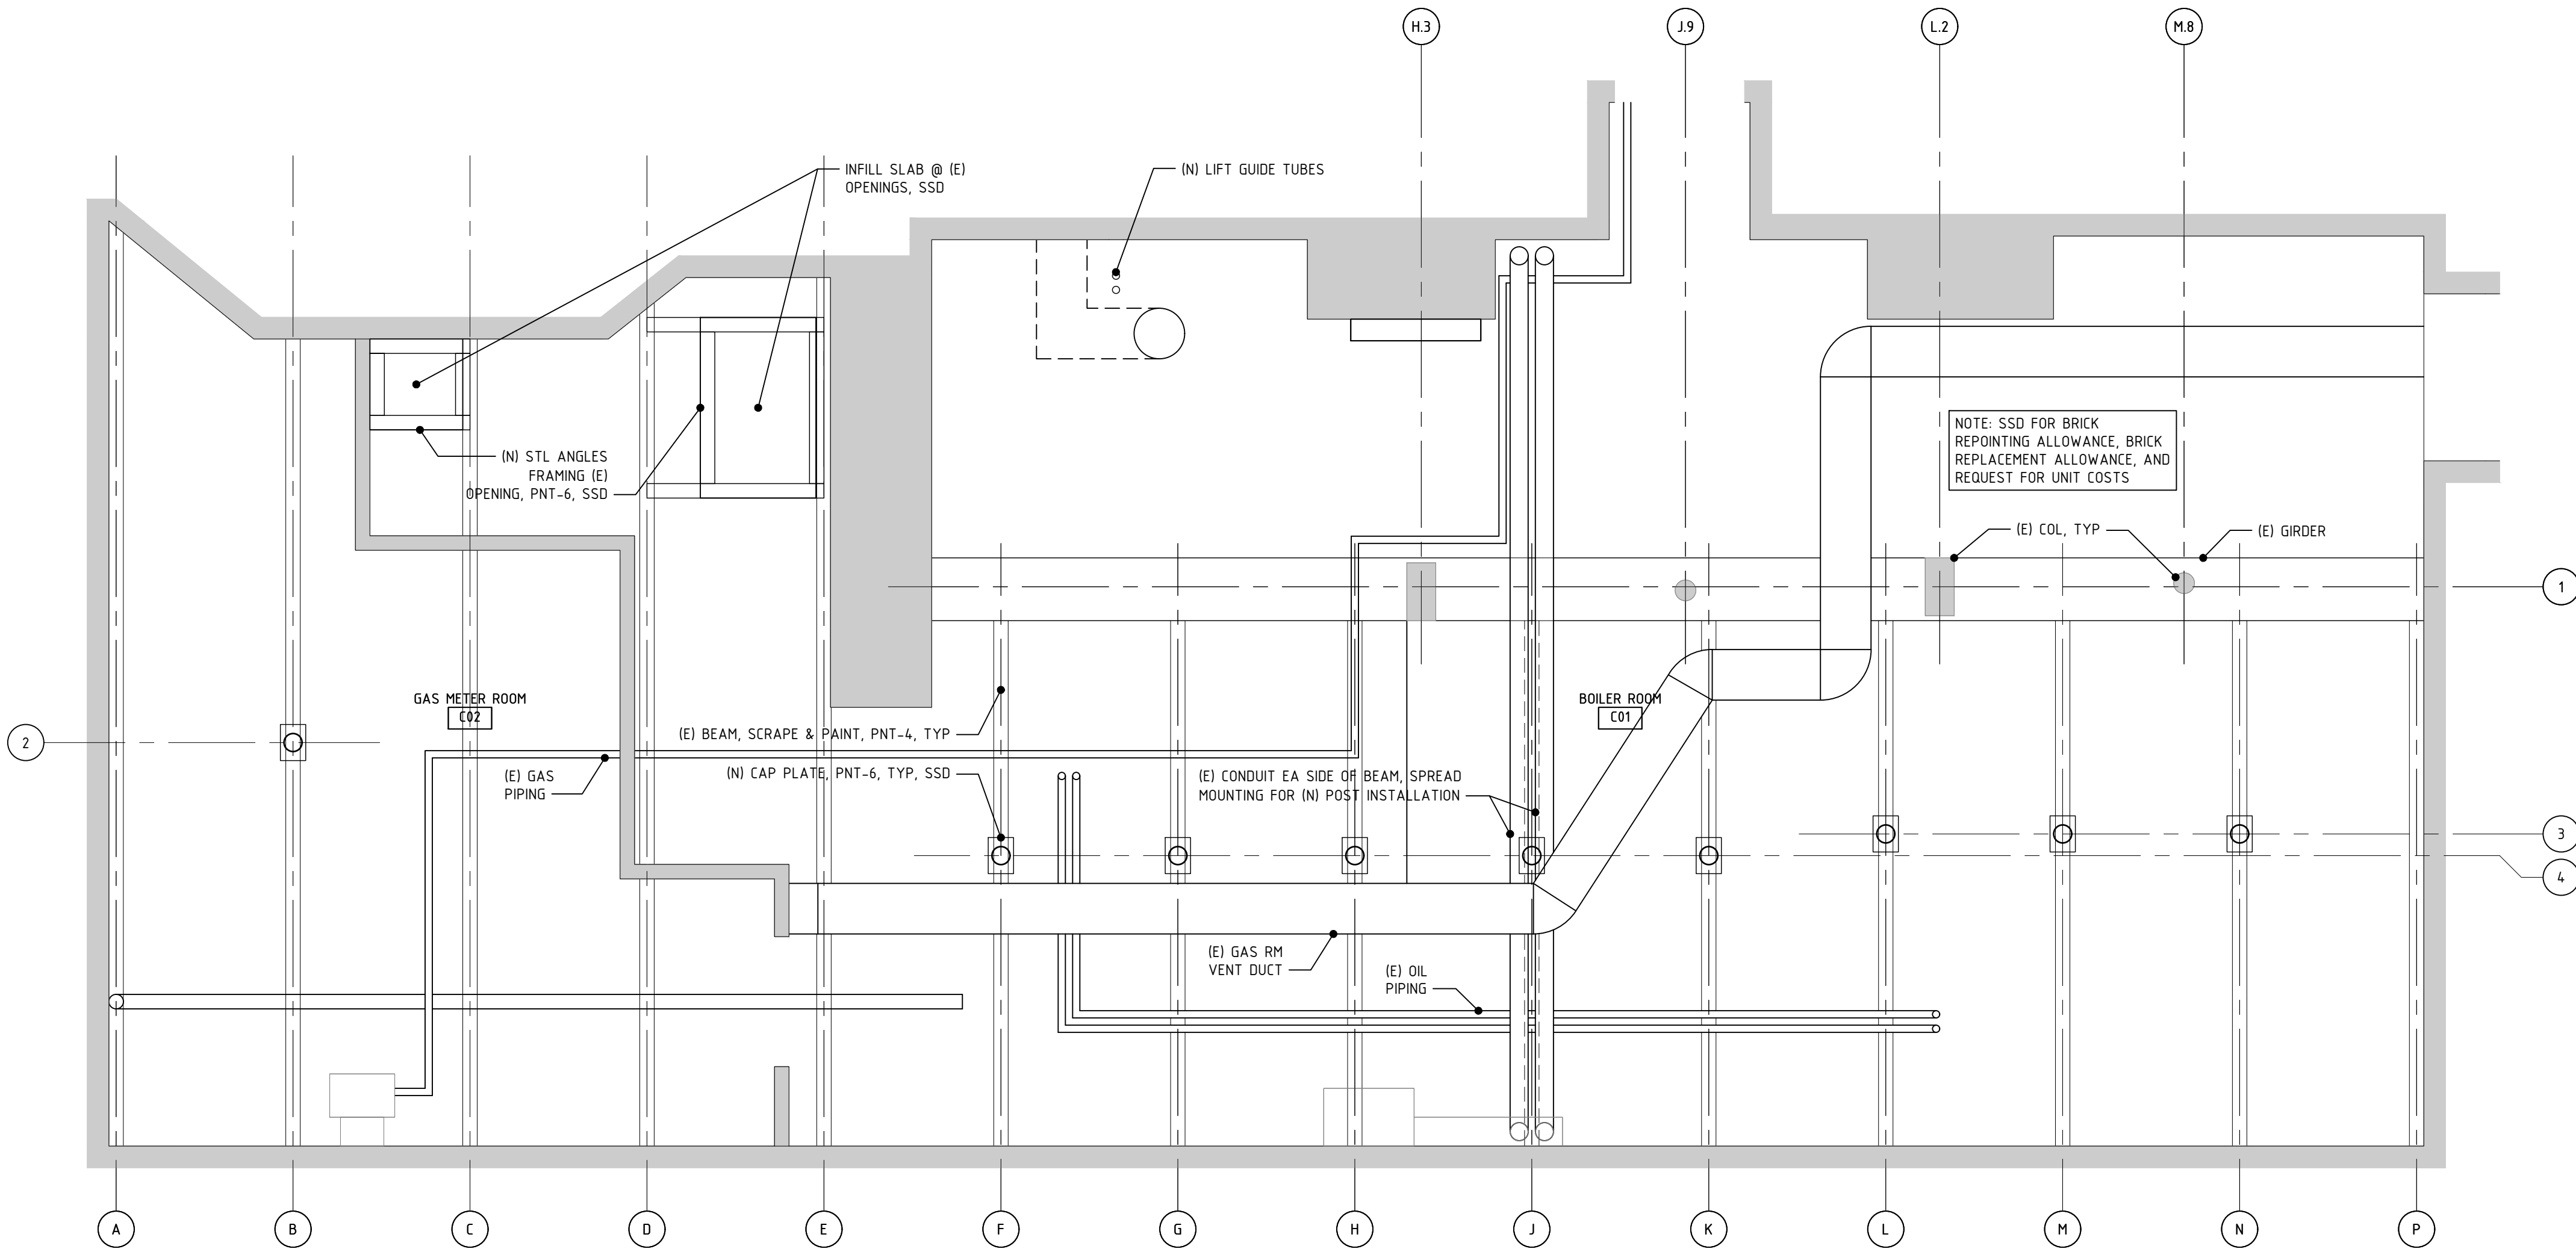 H.3
J.9
L.2
M.8
INFILL SLAB @ (E)
OPENINGS, SSD
(N) LIFT GUIDE TUBES
NOTE: SSD FOR BRICK
REPOINTING ALLOWANCE, BRICK
REPLACEMENT ALLOWANCE, AND
REQUEST FOR UNIT COSTS
(N) STL ANGLES
FRAMING (E)
OPENING, PNT-6, SSD
(E) COL, TYP
(E) GIRDER
1
GAS METER ROOM
C02
BOILER ROOM
C01
2
(E) BEAM, SCRAPE & PAINT, PNT-4, TYP
(E) GAS
PIPING
(N) CAP PLATE, PNT-6, TYP, SSD
(E) CONDUIT EA SIDE OF BEAM, SPREAD
MOUNTING FOR (N) POST INSTALLATION
3
4
(E) GAS RM
VENT DUCT
(E) OIL
PIPING
A
B
C
D
E
F
G
H
J
K
L
M
N
P